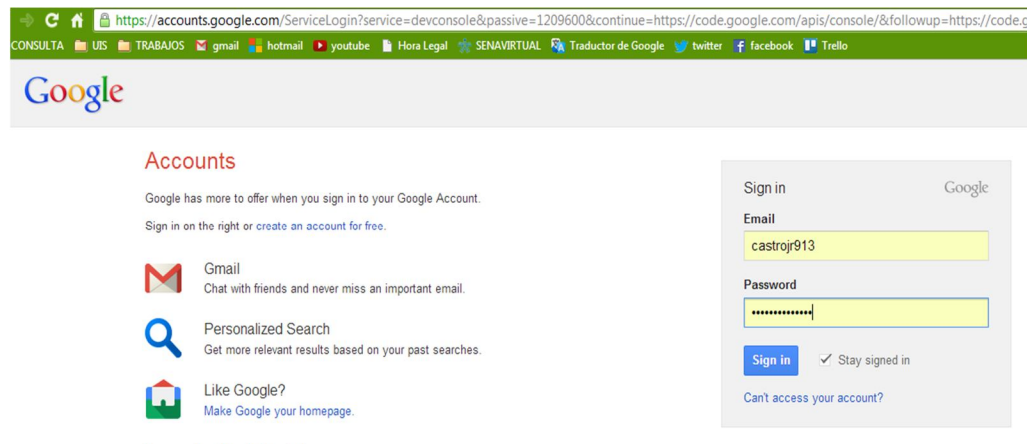 https://accounts.google.com/ServiceLogin?service=devconsole&passive=1209600&continue=https://code.google.com/apis/console/&followup=https://code.g
CONSULTA UIS TRABAJOS gmail hotmail youtube Hora Legal SENAVIRTUAL Traductor de Google twitter facebook Trello
Google
Accounts
Google has more to offer when you sign in to your Google Account.
Sign in on the right or create an account for free.
Gmail
Chat with friends and never miss an important email.
Personalized Search
Get more relevant results based on your past searches.
Like Google?
Make Google your homepage.
Sign in Google
Email
castrojr913
Password
••••••••••••••
Sign in Stay signed in
Can't access your account?